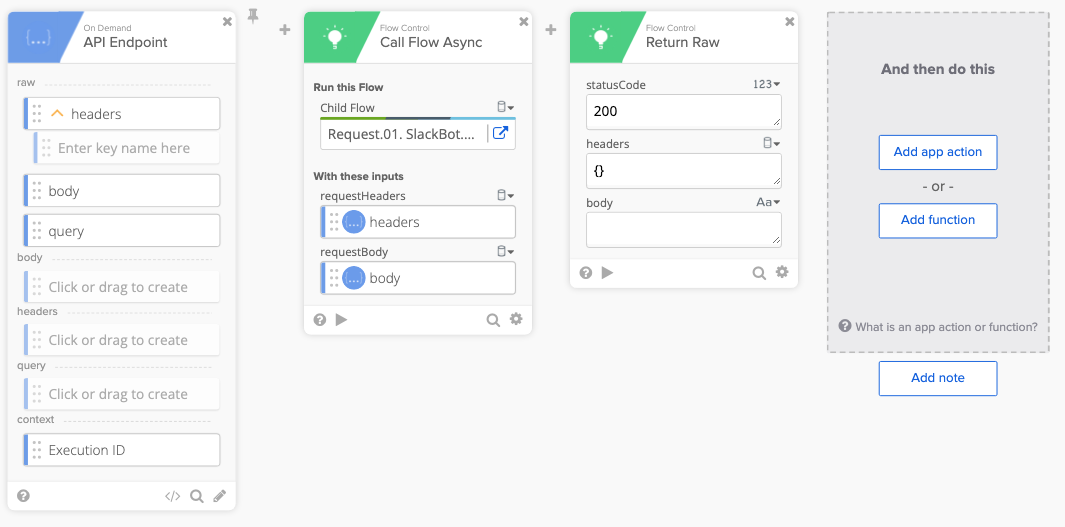 On Demand
API Endpoint
raw
headers
Enter key name here
body
query
body
Click or drag to create
headers
Click or drag to create
query
Click or drag to create
context
Execution ID
Flow Control
Call Flow Async
Run this Flow
Child Flow
Request.01. SlackBot....
With these inputs
requestHeaders
headers
requestBody
body
Flow Control
Return Raw
statusCode 123
200
headers
{}
body Aa
And then do this
Add app action
- or -
Add function
What is an app action or function?
Add note